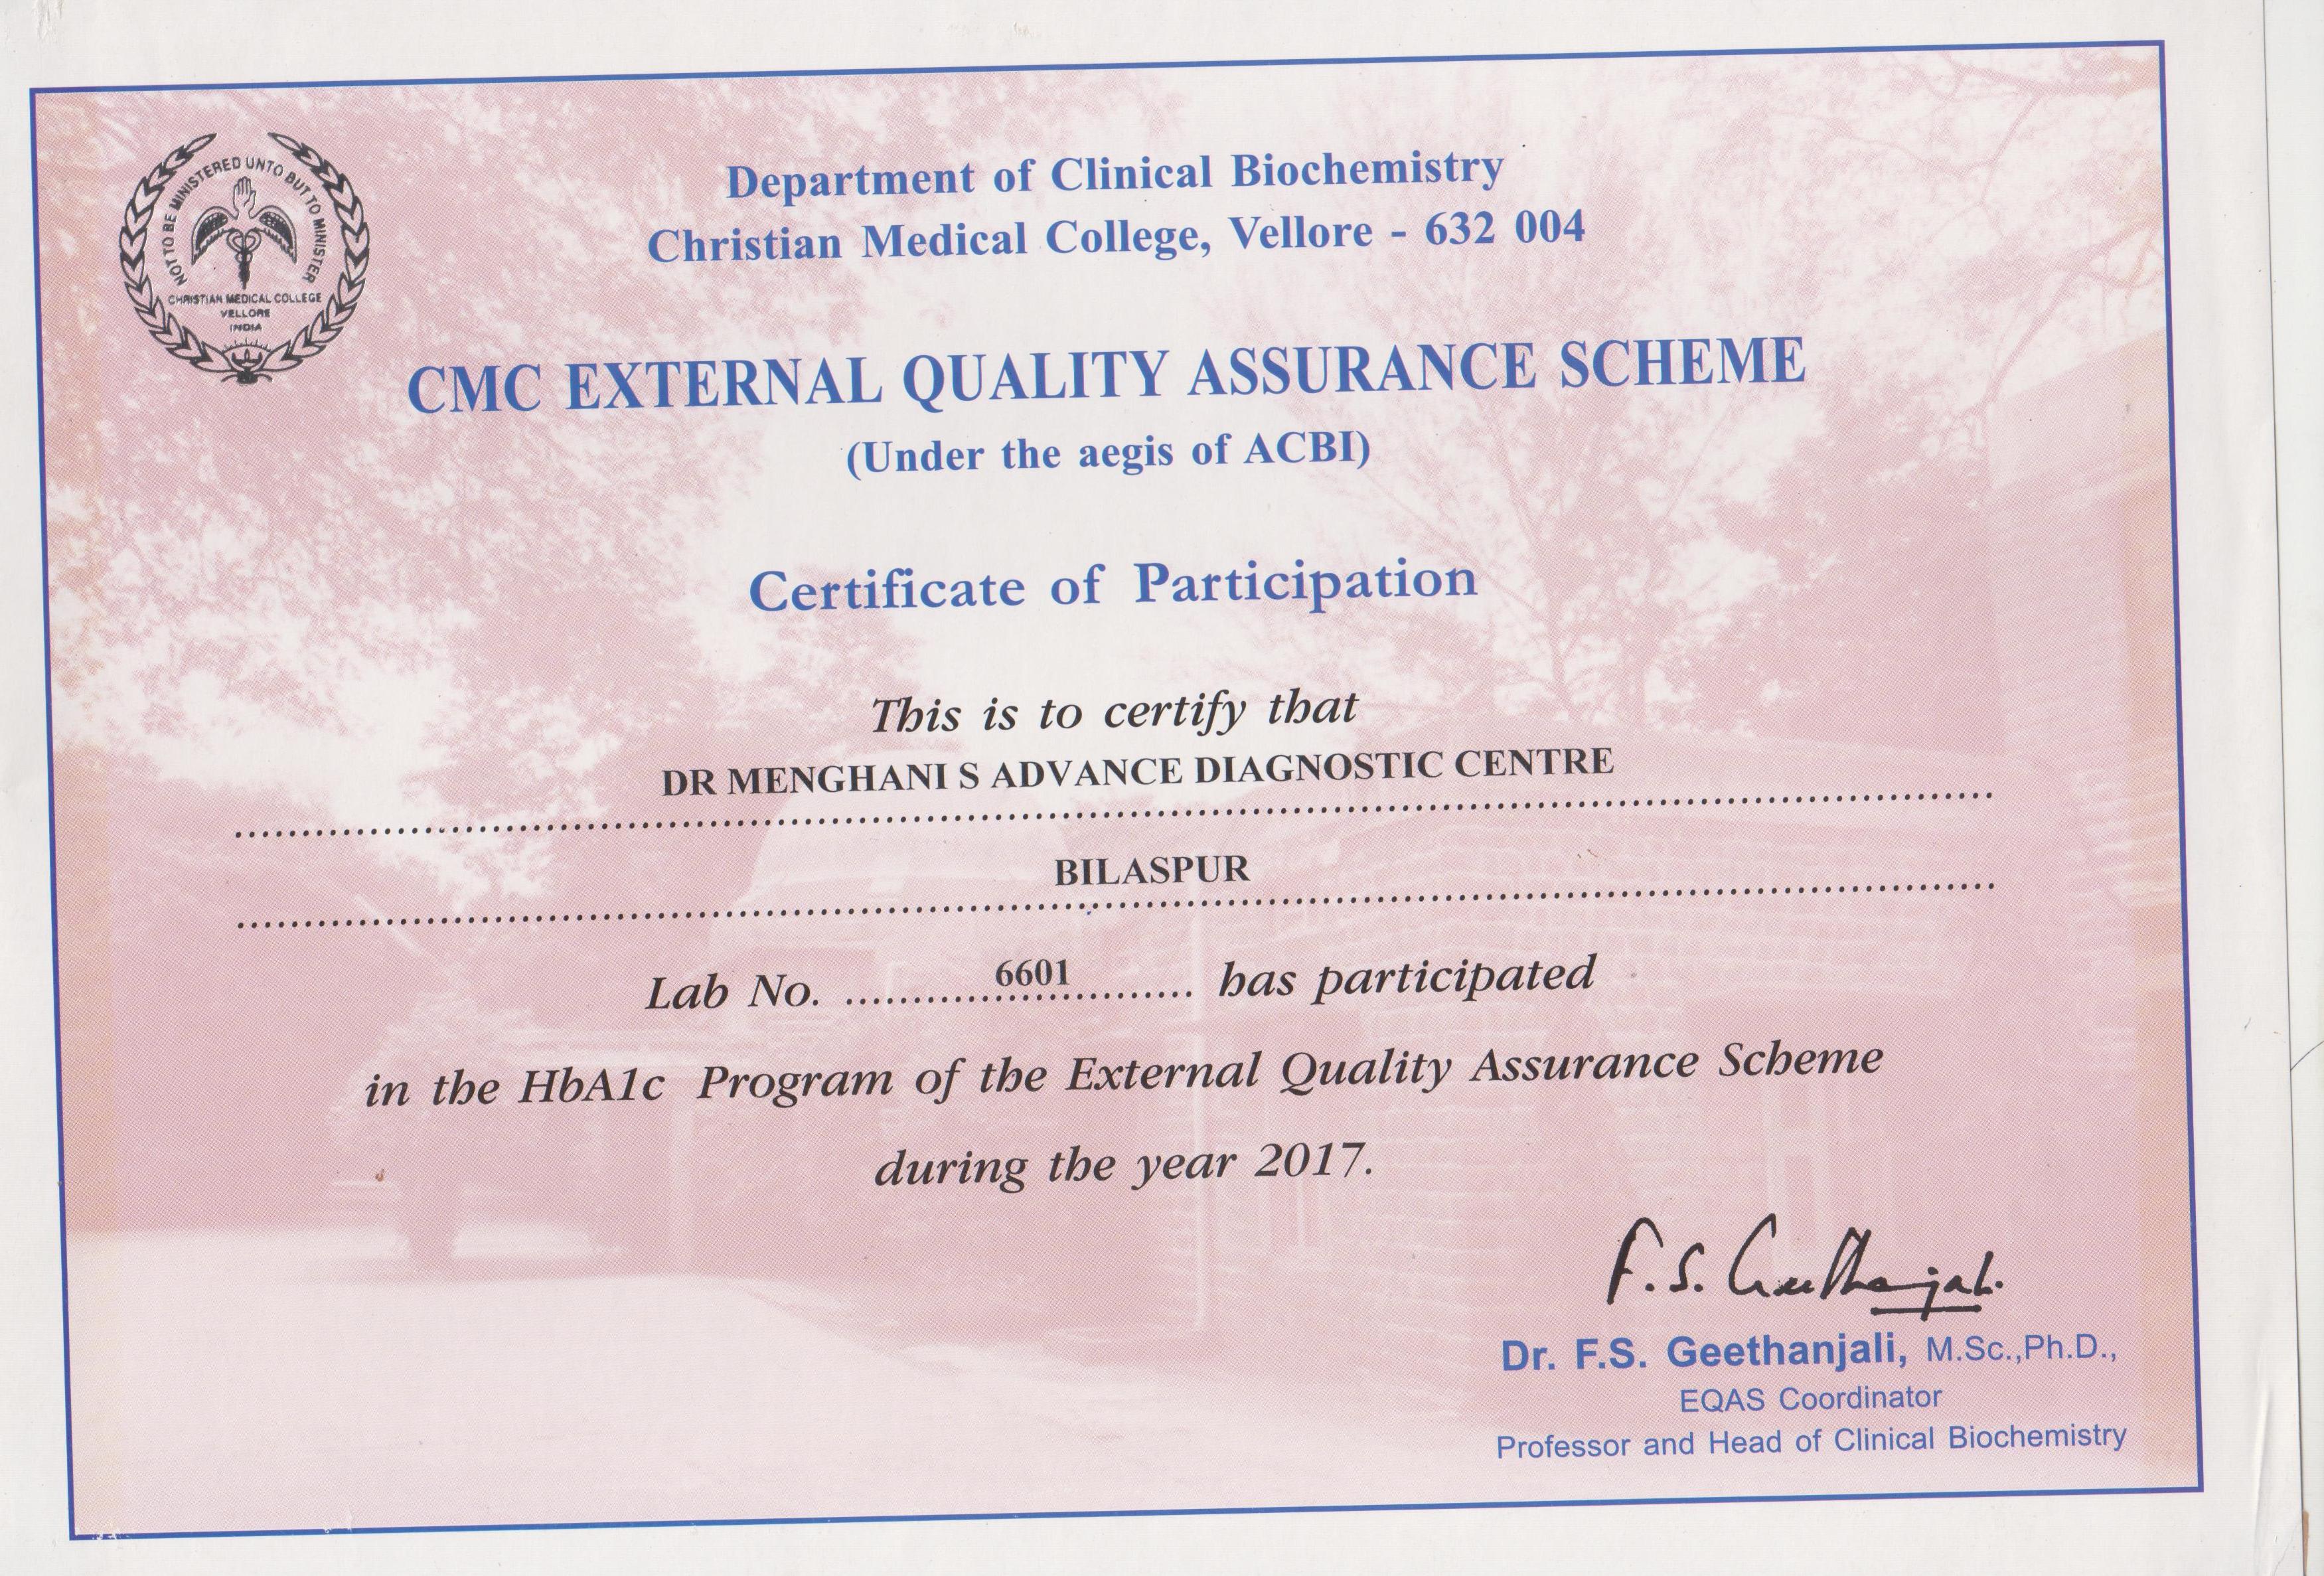 NOT TO BE MINISTERED UNTO BUT TO MINISTER
CHRISTIAN MEDICAL COLLEGE
VELLORE
INDIA
Department of Clinical Biochemistry
Christian Medical College, Vellore - 632 004
CMC EXTERNAL QUALITY ASSURANCE SCHEME
(Under the aegis of ACBI)
Certificate of Participation
This is to certify that
DR MENGHANI S ADVANCE DIAGNOSTIC CENTRE
BILASPUR
Lab No. 6601 has participated
in the HbA1c Program of the External Quality Assurance Scheme
during the year 2017.
F.S. Geethanjali
Dr. F.S. Geethanjali, M.Sc.,Ph.D.,
EQAS Coordinator
Professor and Head of Clinical Biochemistry